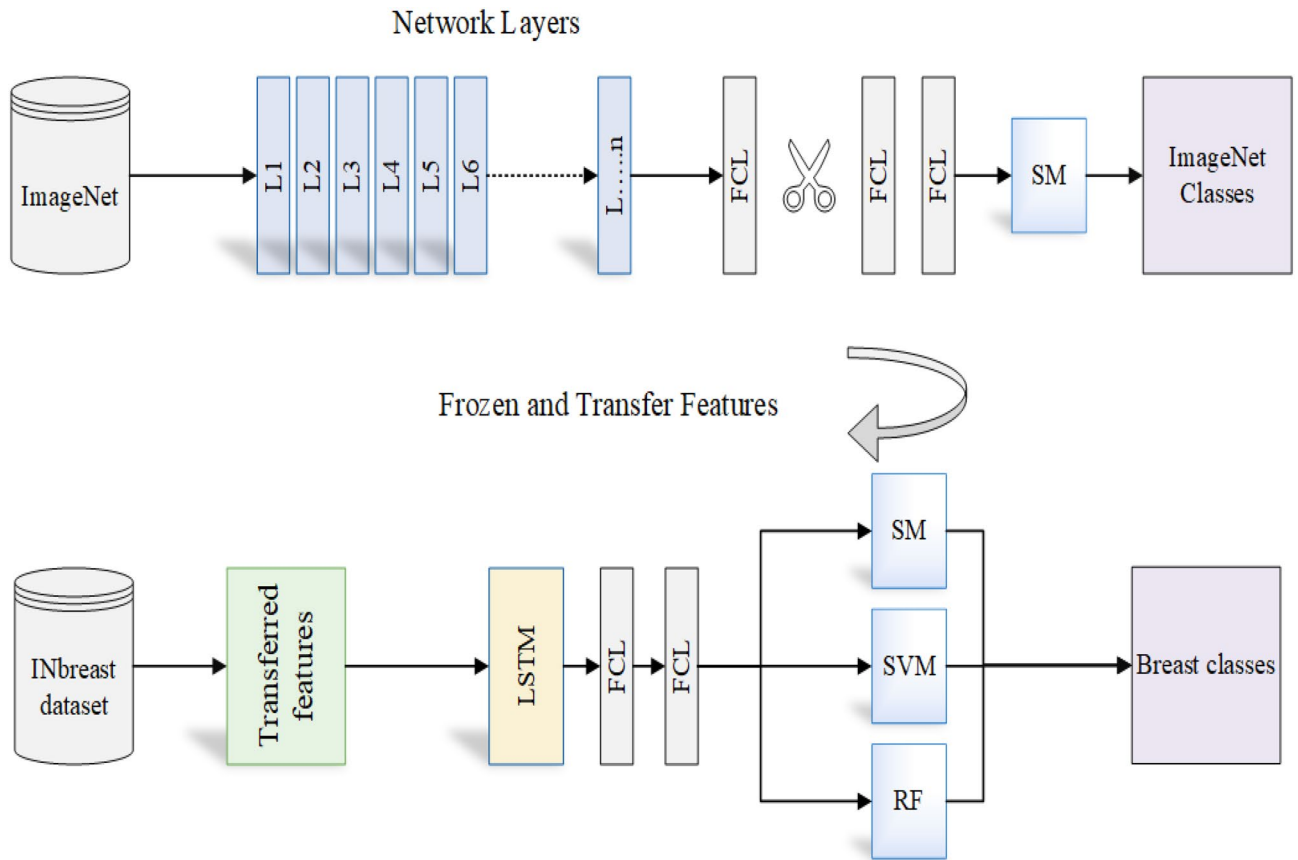 Network Layers
ImageNet
L1
L2
L3
L4
L5
L6
L.....n
FCL
FCL
FCL
SM
ImageNet
Classes
Frozen and Transfer Features
INbreast
dataset
Transferred
features
LSTM
FCL
FCL
SM
SVM
RF
Breast classes